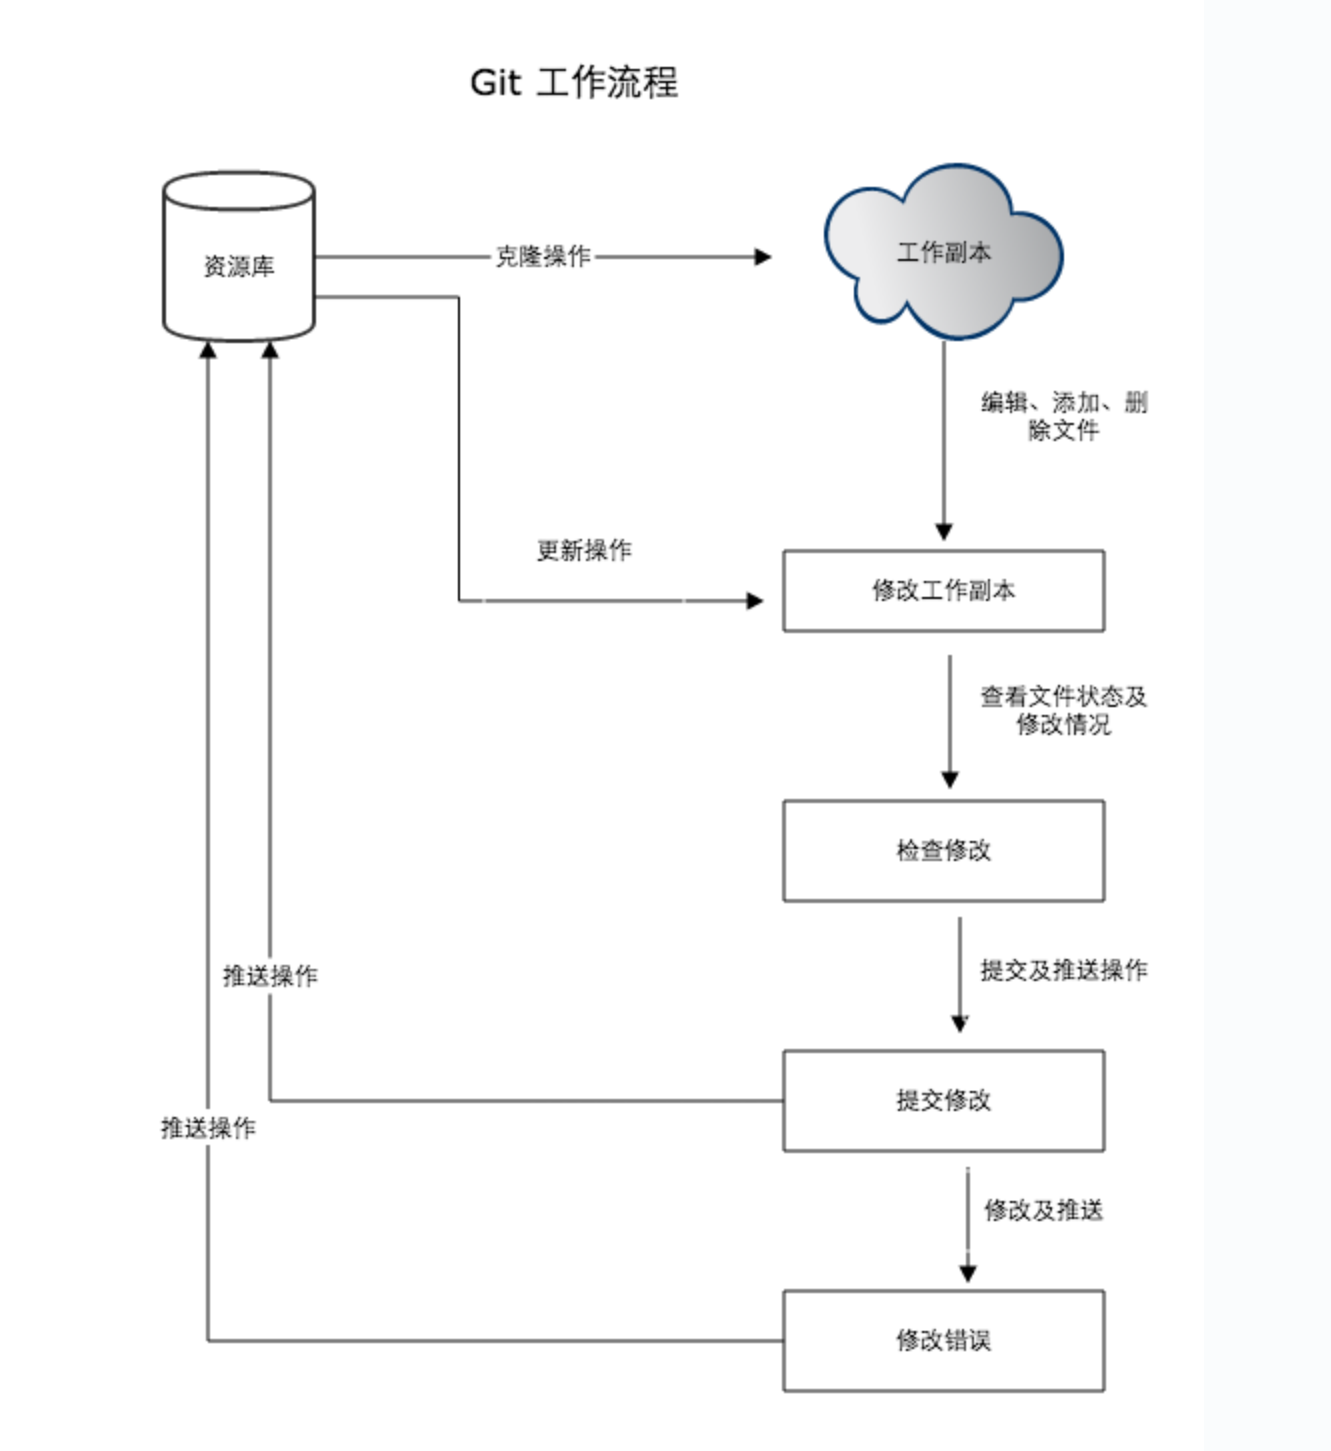 Git 工作流程
资源库
克隆操作
工作副本
编辑、添加、删
除文件
更新操作
修改工作副本
查看文件状态及
修改情况
检查修改
推送操作
提交及推送操作
提交修改
推送操作
修改及推送
修改错误